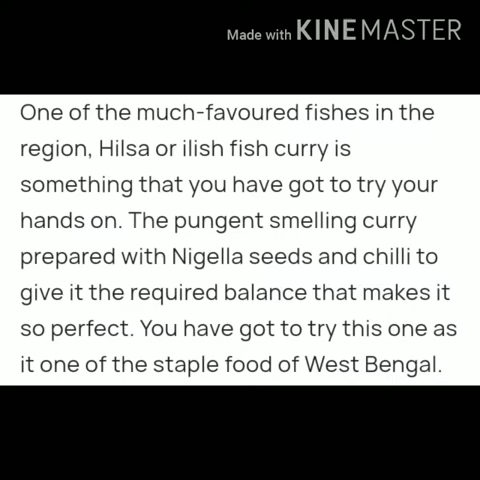 Made with KINEMASTER
One of the much-favoured fishes in the
region, Hilsa or ilish fish curry is
something that you have got to try your
hands on. The pungent smelling curry
prepared with Nigella seeds and chilli to
give it the required balance that makes it
so perfect. You have got to try this one as
it one of the staple food of West Bengal.